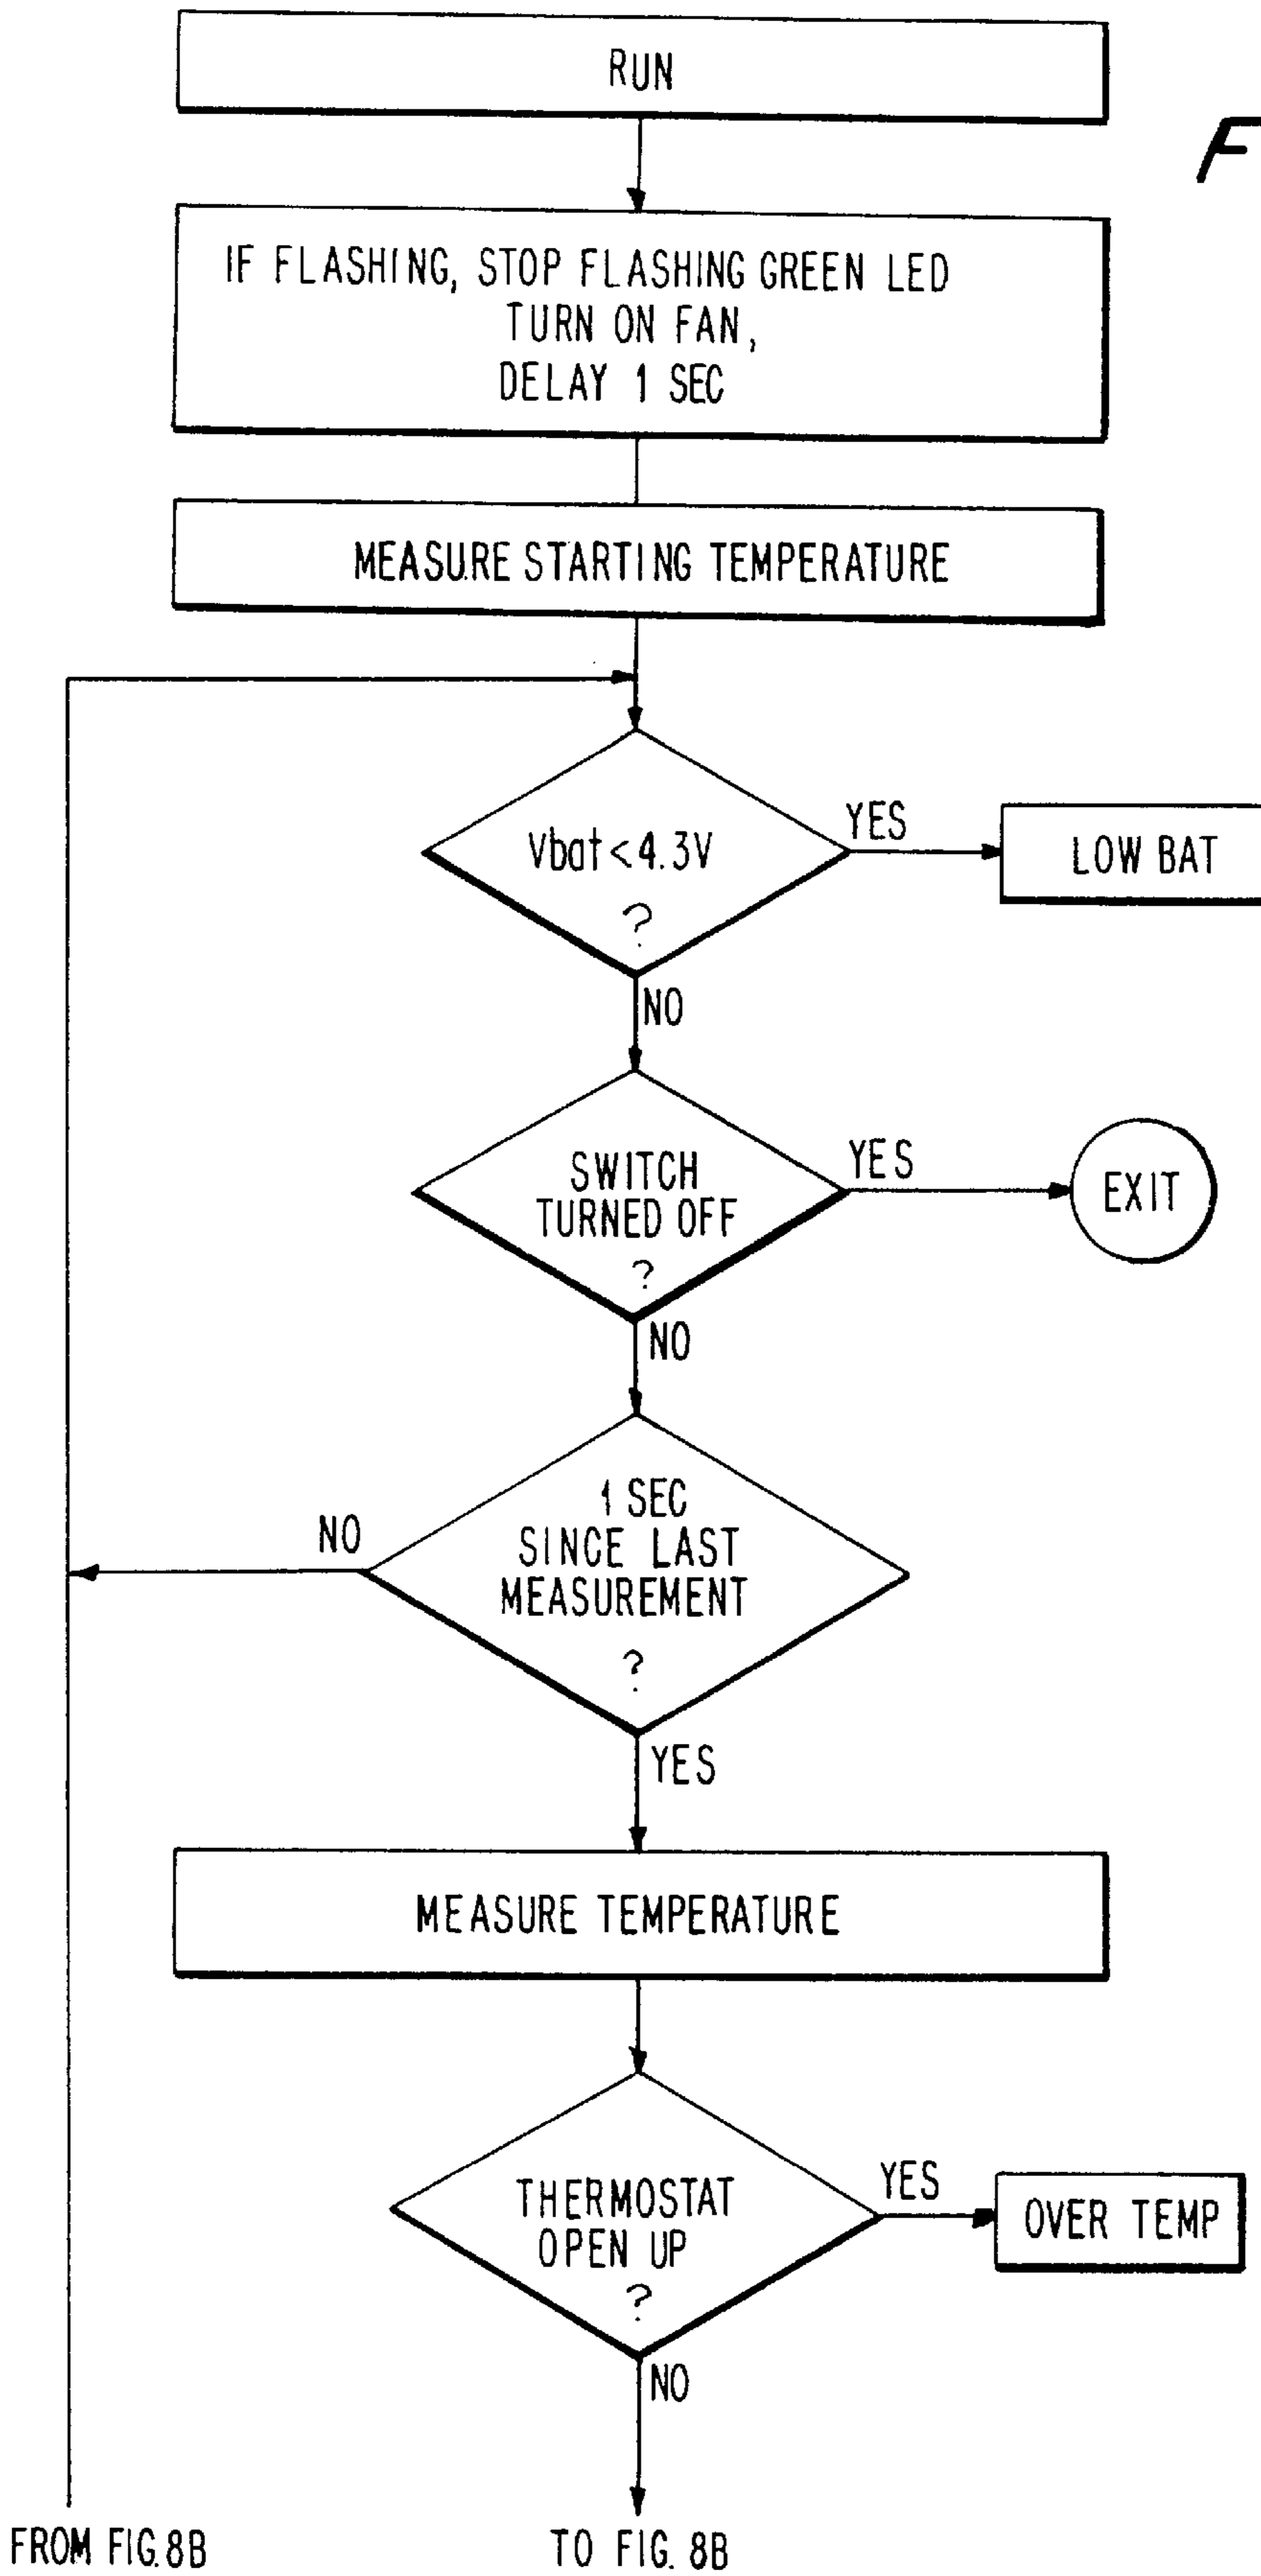 RUN
F
IF FLASHING, STOP FLASHING GREEN LED
TURN ON FAN,
DELAY 1 SEC
MEASURE STARTING TEMPERATURE
Vbat<4.3V
?
YES
LOW BAT
NO
SWITCH
TURNED OFF
?
YES
EXIT
NO
1 SEC
SINCE LAST
MEASUREMENT
?
NO
YES
MEASURE TEMPERATURE
THERMOSTAT
OPEN UP
?
YES
OVER TEMP
NO
FROM FIG.8B
TO FIG. 8B